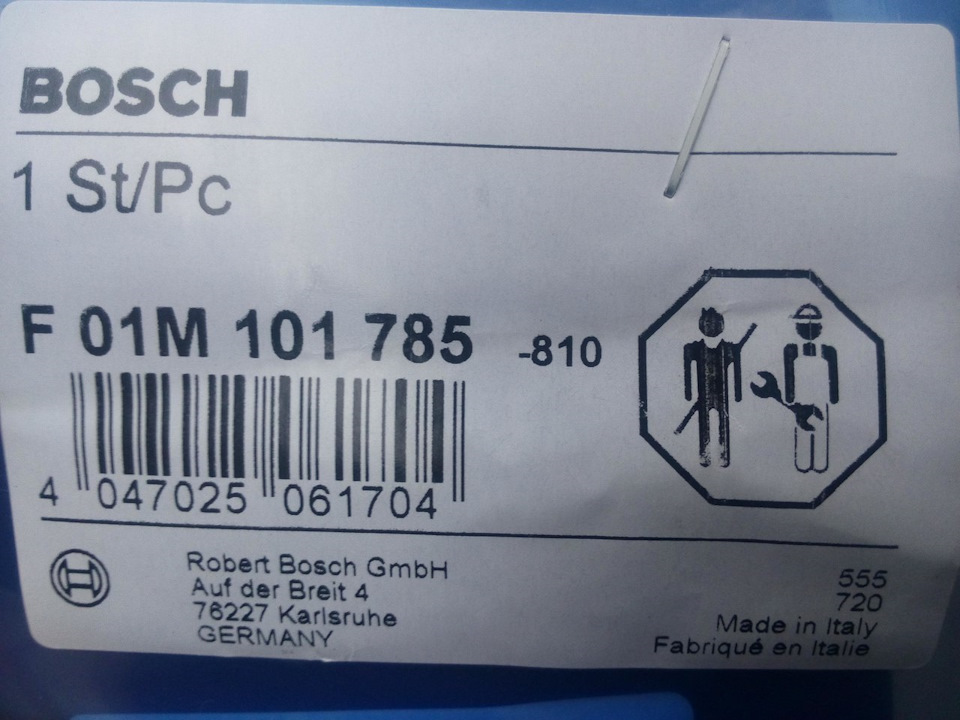 BOSCH
1 St/Pc
F 01M 101 785 -810
4 047025 061704
Robert Bosch GmbH
Auf der Breit 4
76227 Karlsruhe
GERMANY
555
720
Made in Italy
Fabriqué en Italie